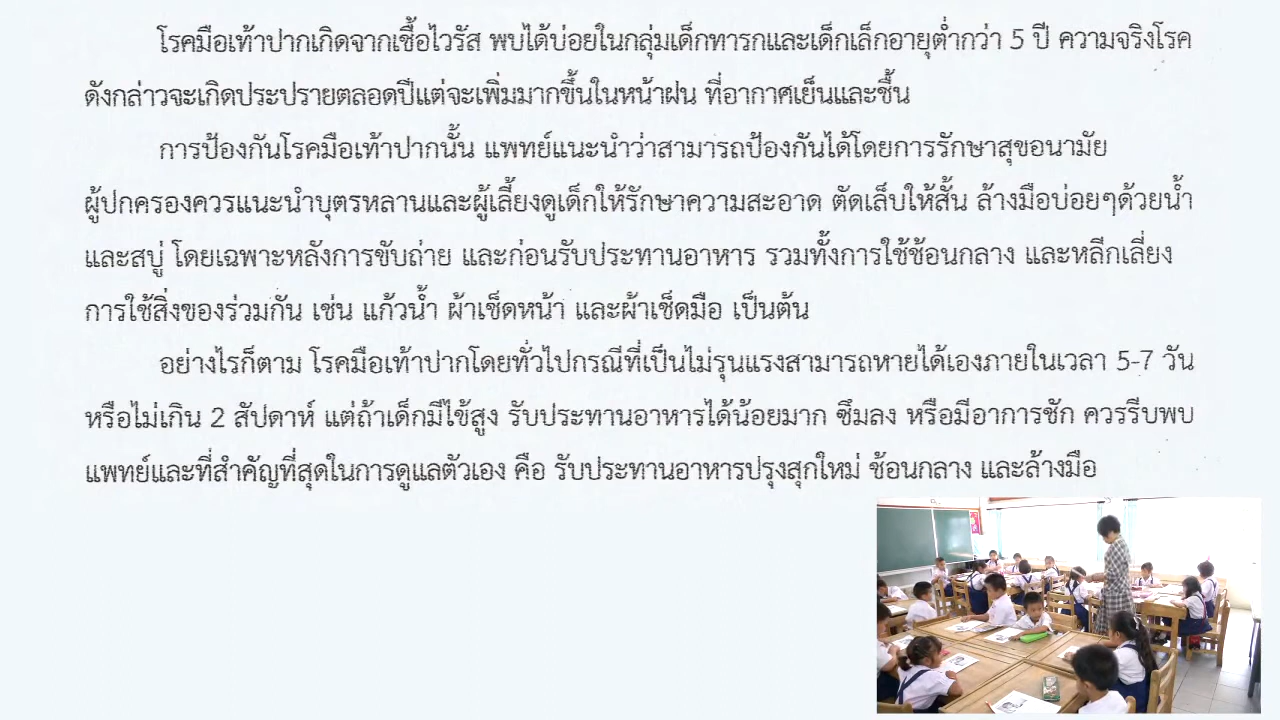 โรคมือเท้าปากเกิดจากเชื้อไวรัส พบได้บ่อยในกลุ่มเด็กทารกและเด็กเล็กอายุต่ำกว่า 5 ปี ความจริงโรค
ดังกล่าวจะเกิดประปรายตลอดปีแต่จะเพิ่มมากขึ้นในหน้าฝน ที่อากาศเย็นและชื้น
การป้องกันโรคมือเท้าปากนั้น แพทย์แนะนำว่าสามารถป้องกันได้โดยการรักษาสุขอนามัย
ผู้ปกครองควรแนะนำบุตรหลานและผู้เลี้ยงดูเด็กให้รักษาความสะอาด ตัดเล็บให้สั้น ล้างมือบ่อยๆด้วยน้ำ
และสบู่ โดยเฉพาะหลังการขับถ่าย และก่อนรับประทานอาหาร รวมทั้งการใช้ช้อนกลาง และหลีกเลี่ยง
การใช้สิ่งของร่วมกัน เช่น แก้วน้ำ ผ้าเช็ดหน้า และผ้าเช็ดมือ เป็นต้น
อย่างไรก็ตาม โรคมือเท้าปากโดยทั่วไปกรณีที่เป็นไม่รุนแรงสามารถหายได้เองภายในเวลา 5-7 วัน
หรือไม่เกิน 2 สัปดาห์ แต่ถ้าเด็กมีไข้สูง รับประทานอาหารได้น้อยมาก ซึมลง หรือมีอาการชัก ควรรีบพบ
แพทย์และที่สำคัญที่สุดในการดูแลตัวเอง คือ รับประทานอาหารปรุงสุกใหม่ ช้อนกลาง และล้างมือ